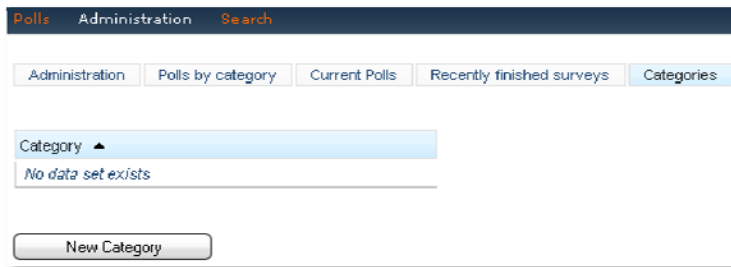 Polls Administration Search
Administration Polls by category Current Polls Recently finished surveys Categories
Category ▲
No data set exists
New Category